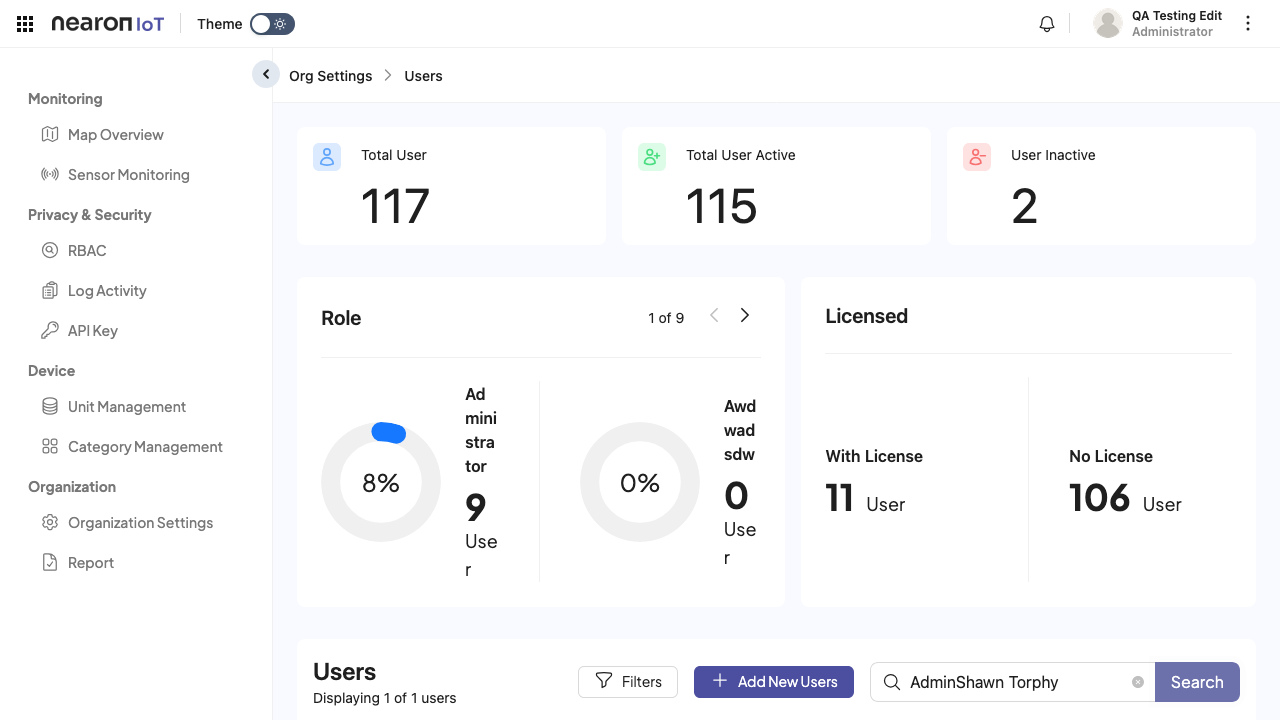 nearon IoT
Theme
QA Testing Edit
Administrator
Org Settings
Users
Monitoring
Map Overview
Sensor Monitoring
Privacy & Security
RBAC
Log Activity
API Key
Device
Unit Management
Category Management
Organization
Organization Settings
Report
Total User
117
Total User Active
115
User Inactive
2
Role
1 of 9
8%
Ad
mini
stra
tor
9
Use
r
0%
Awd
wad
sdw
0
Use
r
Licensed
With License
11 User
No License
106 User
Users
Displaying 1 of 1 users
Filters
Add New Users
AdminShawn Torphy
Search